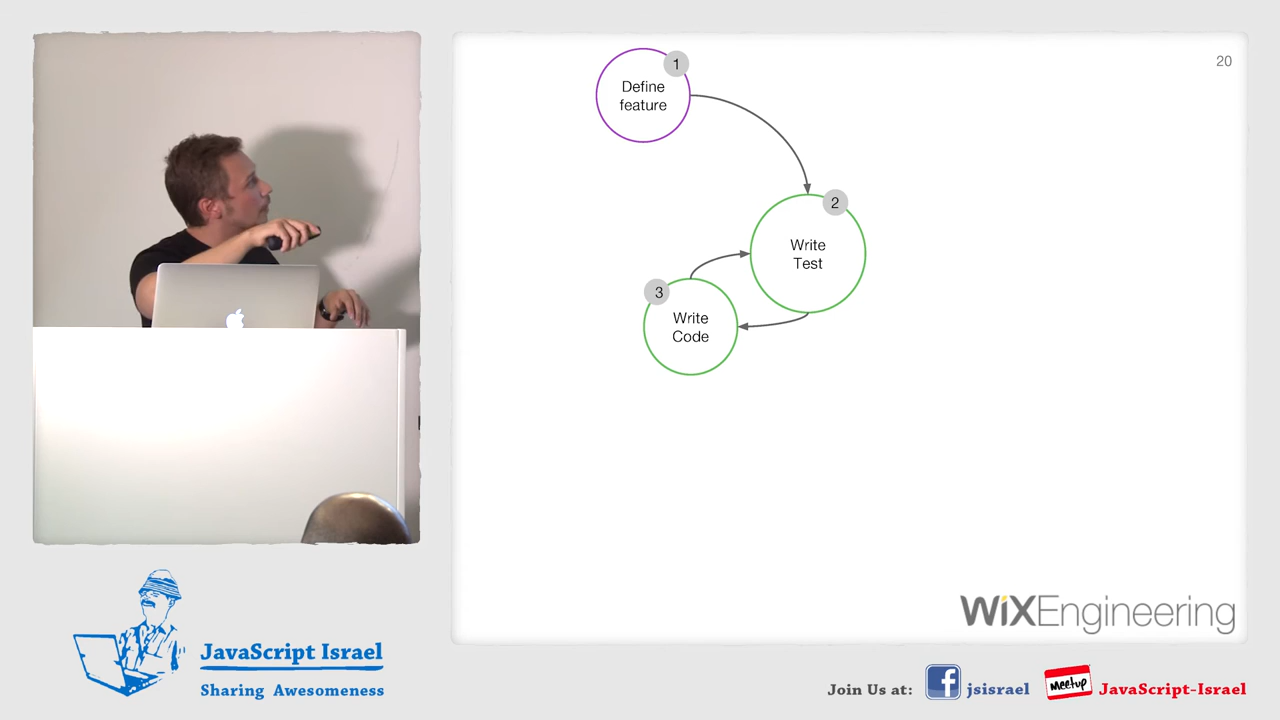 20
1
Define
feature
2
Write
Test
3
Write
Code
WiXEngineering
JavaScript Israel
Sharing Awesomeness
Join Us at:
jsisrael
Meetup
JavaScript-Israel